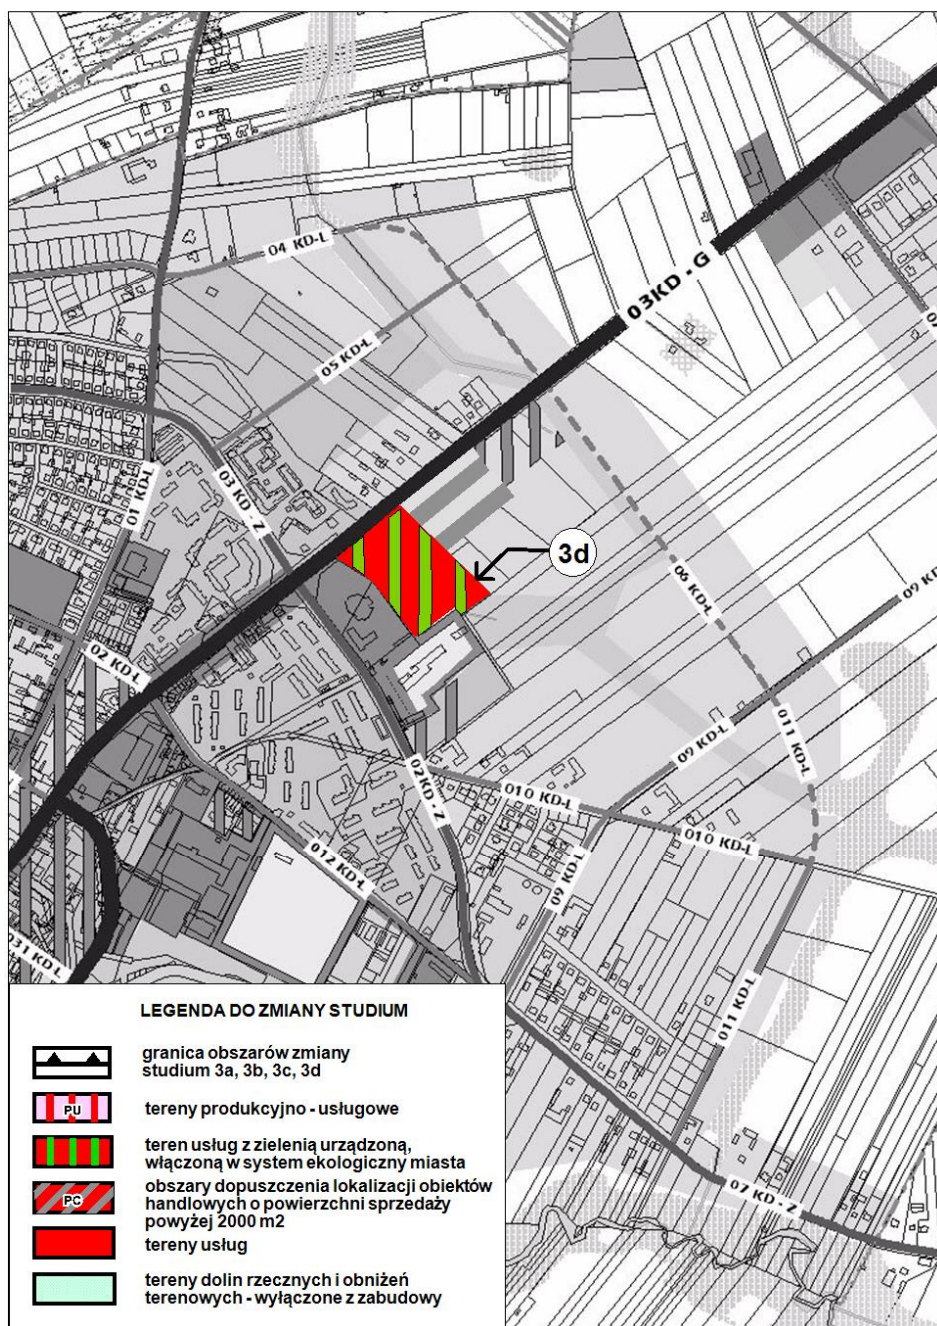 04 KD-L
03KD - G
05 KD-L
03 KD - Z
01 KD-L
3d
06 KD-L
09 KD-L
02 KD-L
09 KD-L
011 KD-L
02KD - Z
010 KD-L
010 KD-L
012 KD-L
09 KD-L
031 KD L
011 KD-L
07 KD - Z
LEGENDA DO ZMIANY STUDIUM
granica obszarów zmiany
studium 3a, 3b, 3c, 3d
PU
tereny produkcyjno - usługowe
teren usług z zielenią urządzoną,
włączoną w system ekologiczny miasta
PC
obszary dopuszczenia lokalizacji obiektów
handlowych o powierzchni sprzedaży
powyżej 2000 m2
tereny usług
tereny dolin rzecznych i obniżeń
terenowych - wyłączone z zabudowy